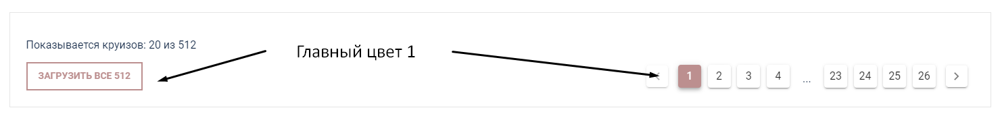 Показывается круизов: 20 из 512
Главный цвет 1
ЗАГРУЗИТЬ ВСЕ 512
1 2 3 4 ... 23 24 25 26